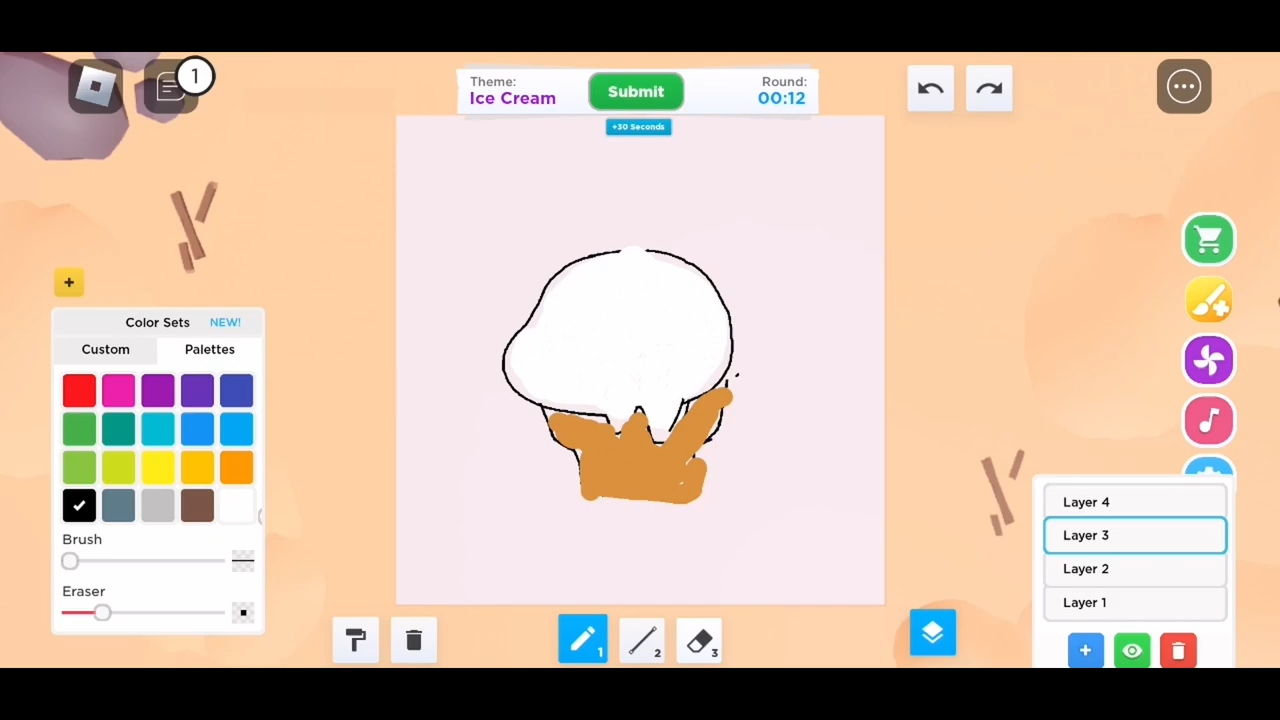 1
Theme:
Ice Cream
Submit
Round:
00:12
+30 Seconds
+
Color Sets NEW!
Custom Palettes
Brush
Eraser
1
2
3
Layer 4
Layer 3
Layer 2
Layer 1
+